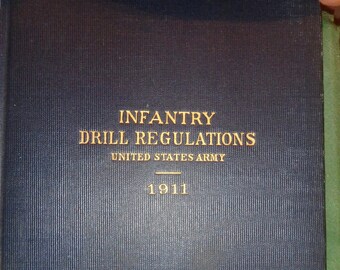 INFANTRY
DRILL REGULATIONS
UNITED STATES ARMY
1911